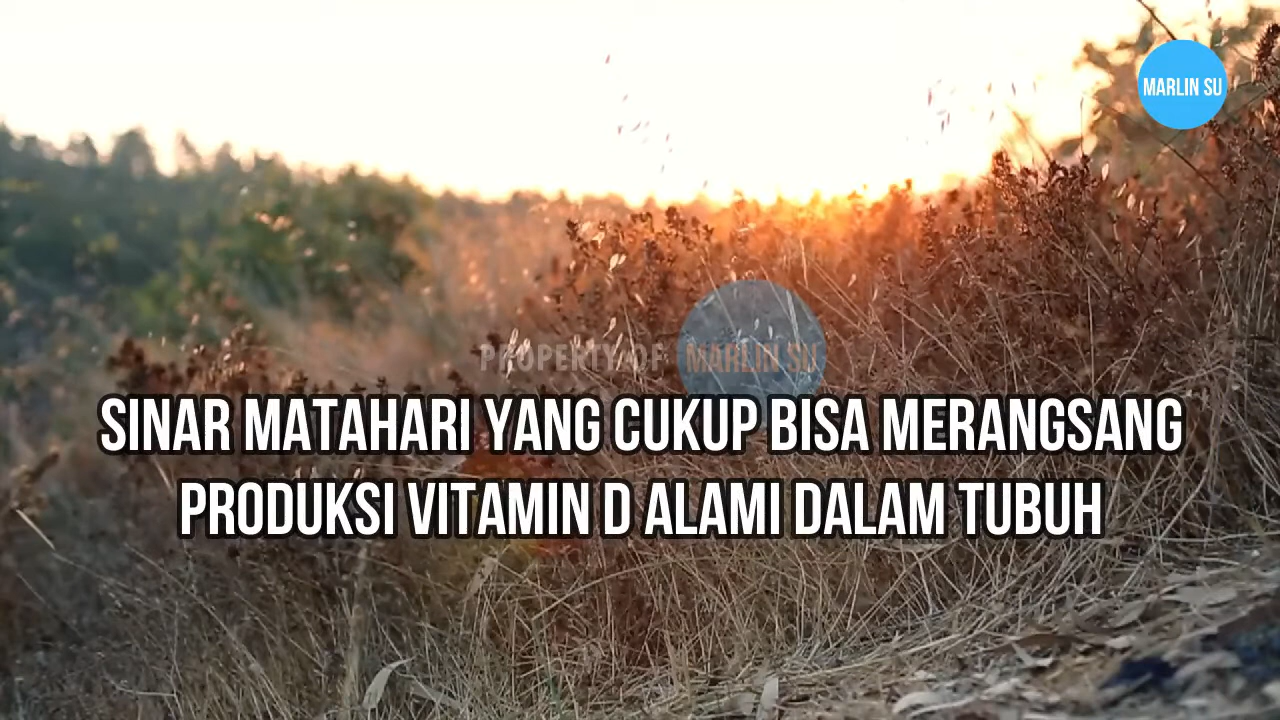 MARLIN SU
PROPERTY OF MARLIN SU
SINAR MATAHARI YANG CUKUP BISA MERANGSANG
PRODUKSI VITAMIN D ALAMI DALAM TUBUH